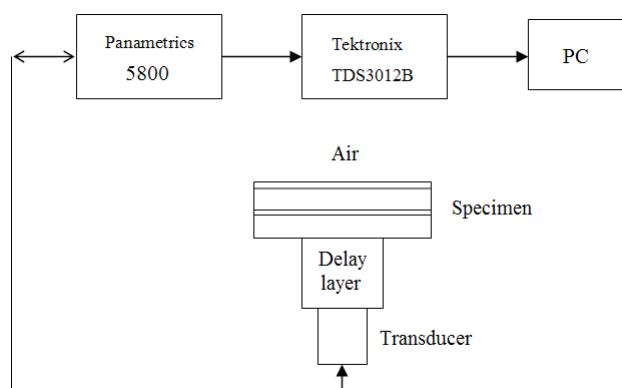 Panametrics
5800
Tektronix
TDS3012B
PC
Air
Specimen
Delay
layer
Transducer